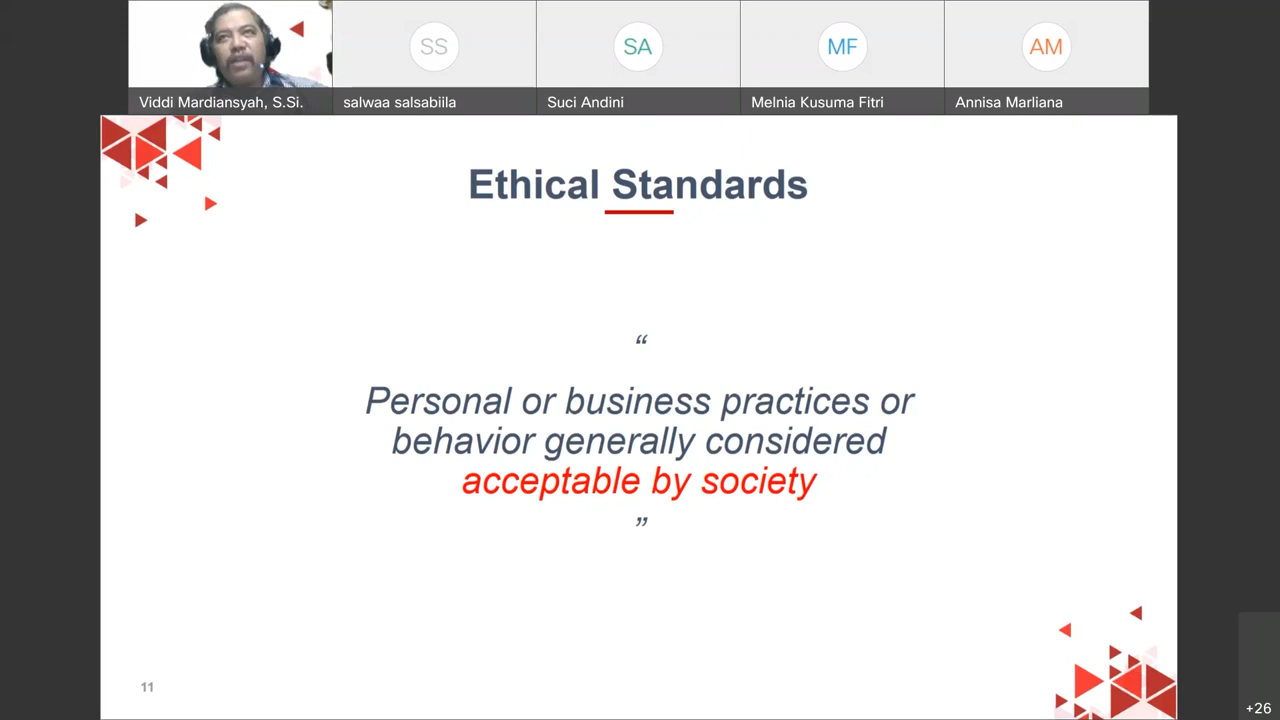 SS
SA
MF
AM
Viddi Mardiansyah, S.Si.
salwaa salsabiila
Suci Andini
Melnia Kusuma Fitri
Annisa Marliana
Ethical Standards
“
Personal or business practices or
behavior generally considered
acceptable by society
”
11
+26